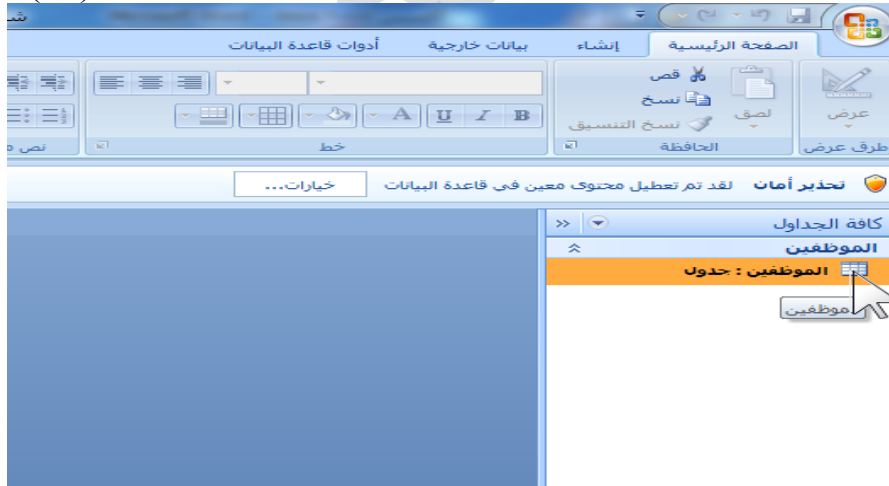 الصفحة الرئيسية إنشاء بيانات خارجية أدوات قاعدة البيانات
عرض
لصق
قص
نسخ
نسخ التنسيق
B I U A
طرق عرض الحافظة خط
تحذير أمان لقد تم تعطيل محتوى معين في قاعدة البيانات خيارات...
كافة الجداول
الموظفين
الموظفين : جدول